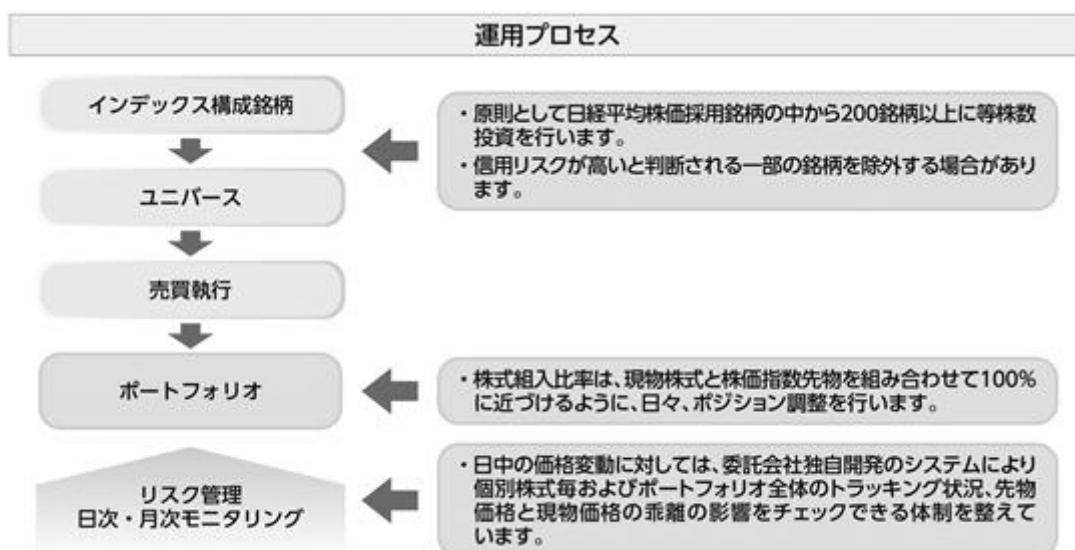 運用プロセス
インデックス構成銘柄
・原則として日経平均株価採用銘柄の中から200銘柄以上に等株数
投資を行います。
・信用リスクが高いと判断される一部の銘柄を除外する場合があり
ます。
ユニバース
売買執行
ポートフォリオ
・株式組入比率は、現物株式と株価指数先物を組み合わせて100%
に近づけるように、日々、ポジション調整を行います。
リスク管理
日次・月次モニタリング
・日中の価格変動に対しては、委託会社独自開発のシステムにより
個別株式毎およびポートフォリオ全体のトラッキング状況、先物
価格と現物価格の乖離の影響をチェックできる体制を整えて
います。